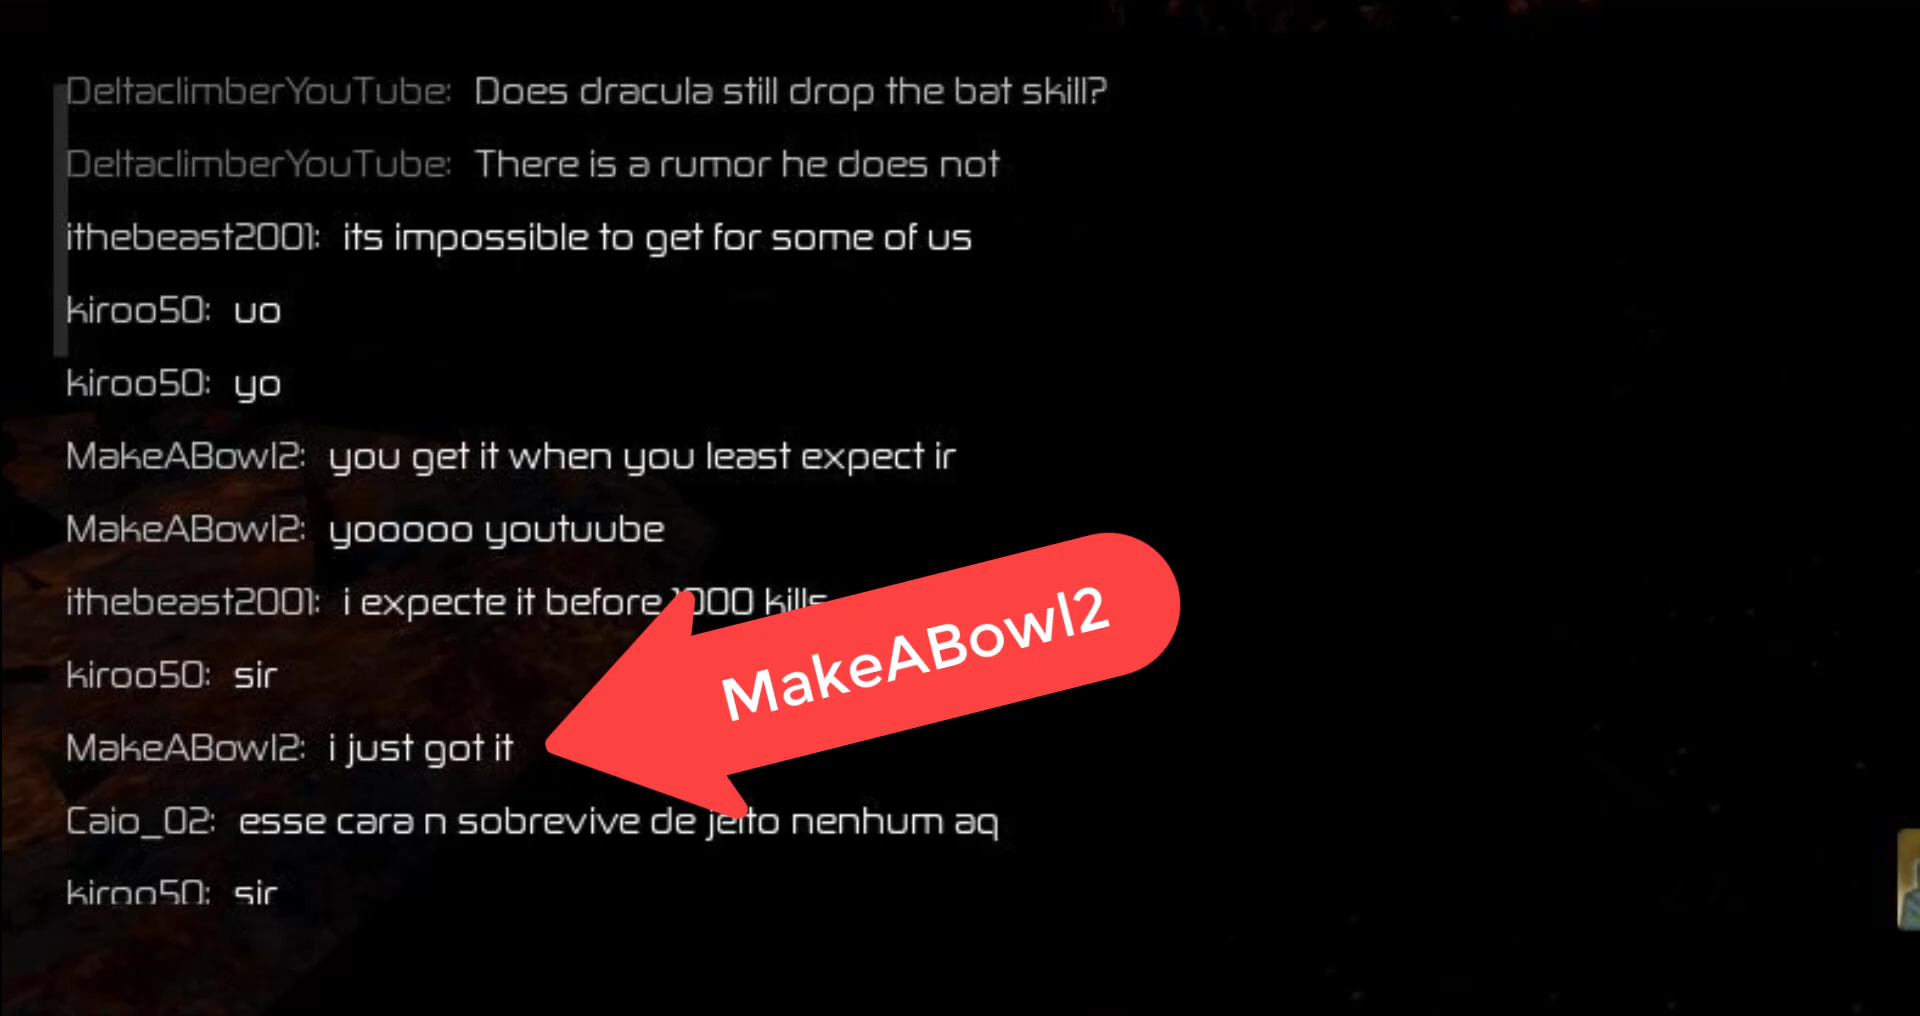 DeltaclimberYouTube: Does dracula still drop the bat skill?
DeltaclimberYouTube: There is a rumor he does not
ithebeast2001: its impossible to get for some of us
kiroo50: uo
kiroo50: yo
MakeABowl2: you get it when you least expect ir
MakeABowl2: yooooo youtuube
ithebeast2001: i expecte it before 1000 kills
kiroo50: sir
MakeABowl2: i just got it
MakeABowl2
Caio_02: esse cara n sobrevive de jeito nenhum aq
kiroo50: sir